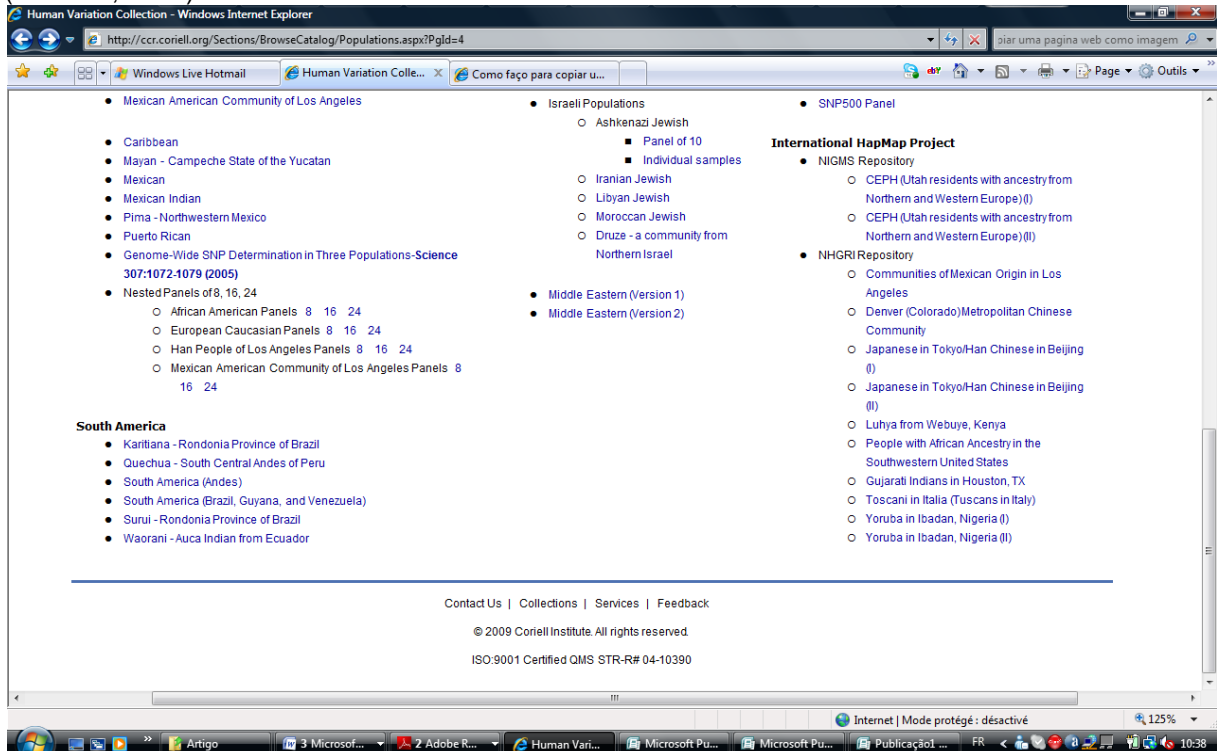 Human Variation Collection - Windows Internet Explorer
http://ccr.coriell.org/Sections/BrowseCatalog/Populations.aspx?PgId=4
piar uma pagina web como imagem
Windows Live Hotmail
Human Variation Colle...
Como faço para copiar u...
Page
Outils
Mexican American Community of Los Angeles
Caribbean
Mayan - Campeche State of the Yucatan
Mexican
Mexican Indian
Pima - Northwestern Mexico
Puerto Rican
Genome-Wide SNP Determination in Three Populations-Science
307:1072-1079 (2005)
Nested Panels of 8, 16, 24
African American Panels 8 16 24
European Caucasian Panels 8 16 24
Han People of Los Angeles Panels 8 16 24
Mexican American Community of Los Angeles Panels 8
16 24
South America
Karitiana - Rondonia Province of Brazil
Quechua - South Central Andes of Peru
South America (Andes)
South America (Brazil, Guyana, and Venezuela)
Surui - Rondonia Province of Brazil
Waorani - Auca Indian from Ecuador
Israeli Populations
Ashkenazi Jewish
Panel of 10
Individual samples
Iranian Jewish
Libyan Jewish
Moroccan Jewish
Druze - a community from
Northern Israel
Middle Eastern (Version 1)
Middle Eastern (Version 2)
SNP500 Panel
International HapMap Project
NIGMS Repository
CEPH (Utah residents with ancestry from
Northern and Western Europe) (I)
CEPH (Utah residents with ancestry from
Northern and Western Europe) (II)
NHGRI Repository
Communities of Mexican Origin in Los
Angeles
Denver (Colorado) Metropolitan Chinese
Community
Japanese in Tokyo/Han Chinese in Beijing
(I)
Japanese in Tokyo/Han Chinese in Beijing
(II)
Luhya from Webuye, Kenya
People with African Ancestry in the
Southwestern United States
Gujarati Indians in Houston, TX
Toscani in Italia (Tuscans in Italy)
Yoruba in Ibadan, Nigeria (I)
Yoruba in Ibadan, Nigeria (II)
Contact Us | Collections | Services | Feedback
© 2009 Coriell Institute. All rights reserved.
ISO:9001 Certified QMS STR-R# 04-10390
Internet | Mode protégé : désactivé
125%
Artigo
3 Microsof...
2 Adobe R...
Human Vari...
Microsoft Pu...
Microsoft Pu...
Publicação1 ...
FR
10:38